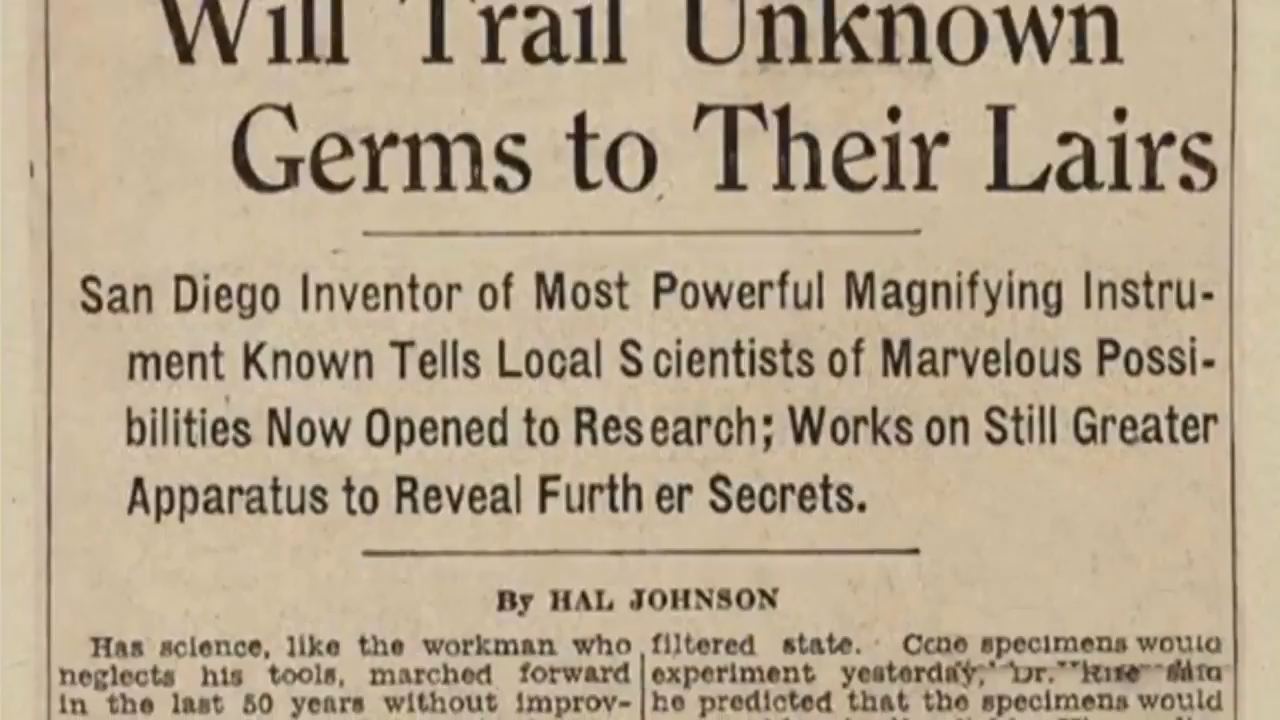 Will Trail Unknown
Germs to Their Lairs
San Diego Inventor of Most Powerful Magnifying Instru-
ment Known Tells Local Scientists of Marvelous Possi-
bilities Now Opened to Research; Works on Still Greater
Apparatus to Reveal Further Secrets.
By HAL JOHNSON
Has science, like the workman who
neglects his tools, marched forward
in the last 50 years without improv-
filtered state. specimens would
experiment yesterday, Dr. Rife said
he predicted that the specimens would